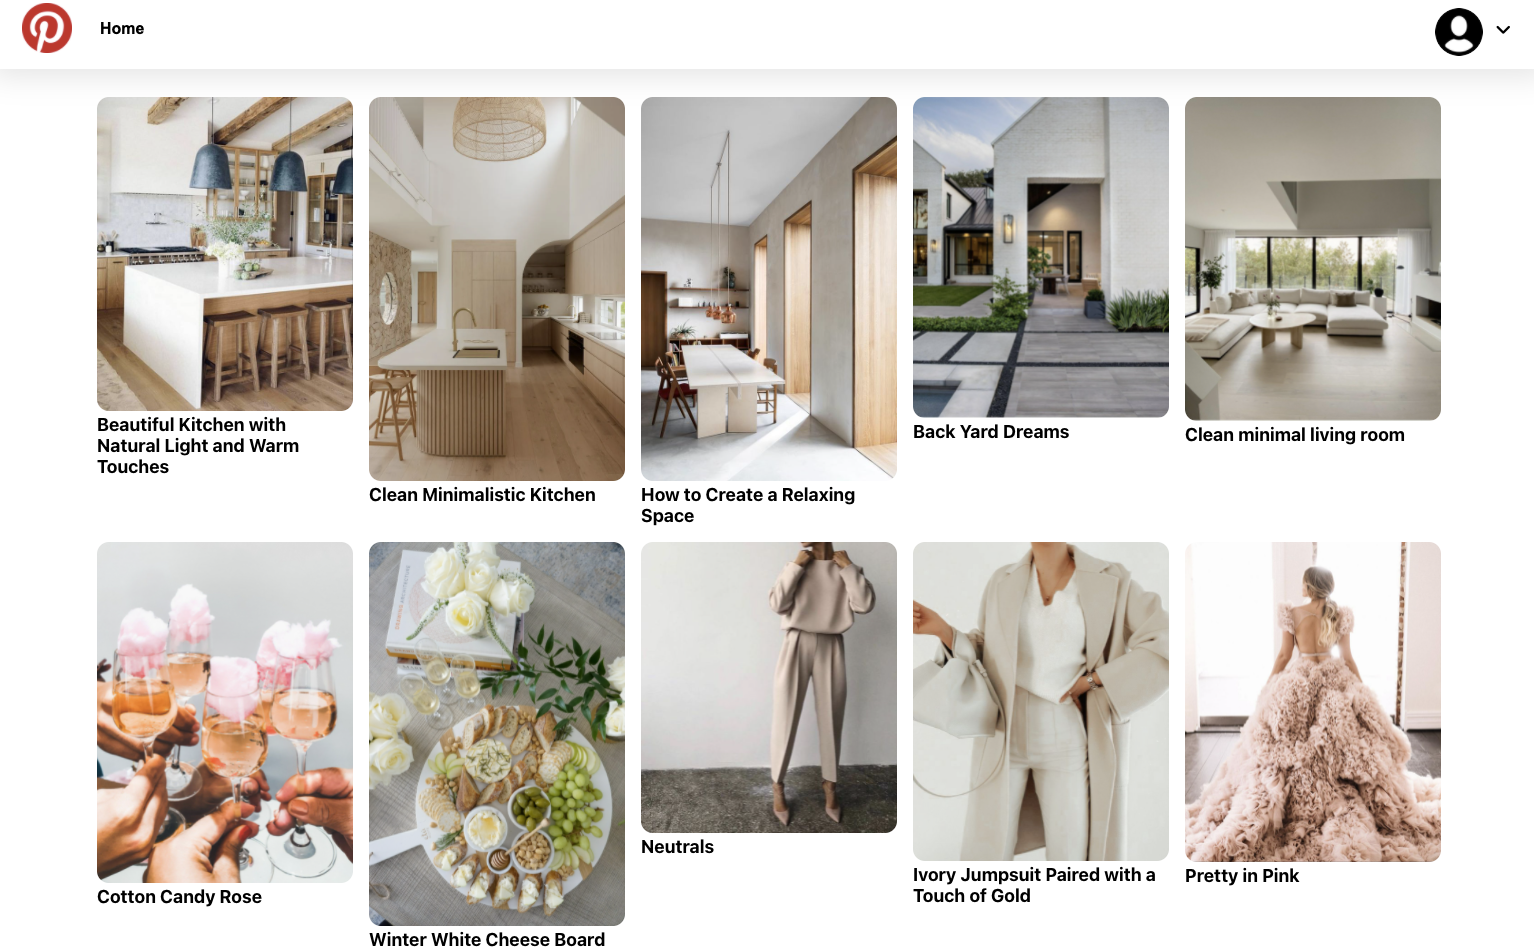 Home
Beautiful Kitchen with
Natural Light and Warm
Touches
Clean Minimalistic Kitchen
How to Create a Relaxing
Space
Back Yard Dreams
Clean minimal living room
Cotton Candy Rose
Winter White Cheese Board
Neutrals
Ivory Jumpsuit Paired with a
Touch of Gold
Pretty in Pink